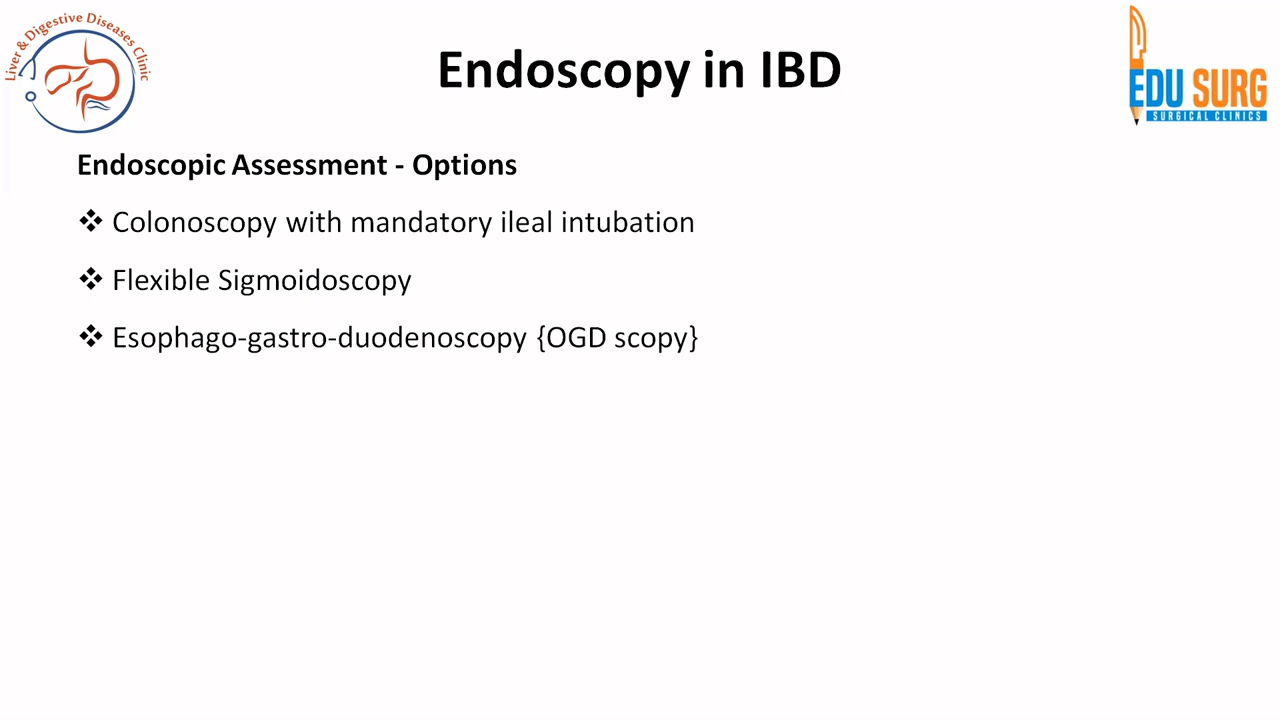 Liver & Digestive Diseases Clinic
Endoscopy in IBD
EDU SURG
SURGICAL CLINICS
Endoscopic Assessment - Options
❖ Colonoscopy with mandatory ileal intubation
❖ Flexible Sigmoidoscopy
❖ Esophago-gastro-duodenoscopy {OGD scopy}